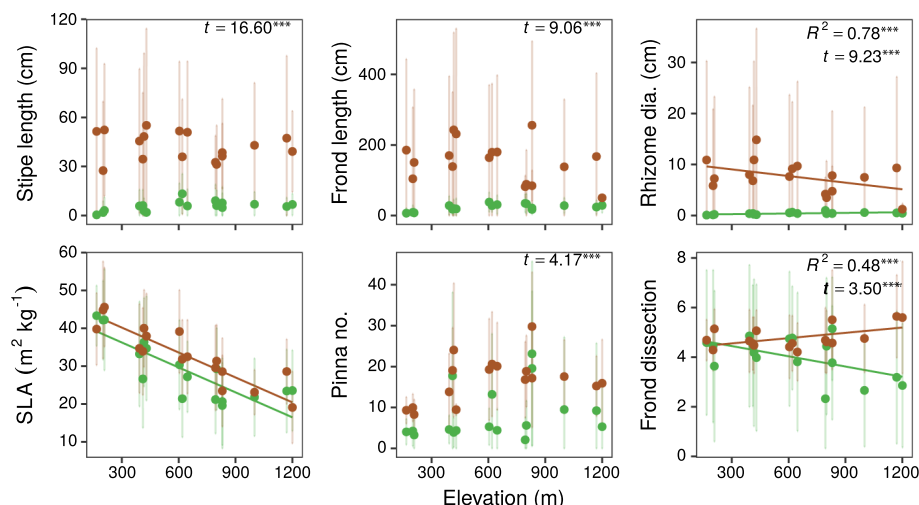 t = 16.60***
120
90
60
30
0
Stipe length (cm)
t = 9.06***
400
200
0
Frond length (cm)
R² = 0.78***
t = 9.23***
30
20
10
0
Rhizome dia. (cm)
60
50
40
30
20
10
SLA (m² kg⁻¹)
300 600 900 1200
t = 4.17***
40
30
20
10
0
Pinna no.
300 600 900 1200
R² = 0.48***
t = 3.50***
8
6
4
2
0
Frond dissection
300 600 900 1200
Elevation (m)